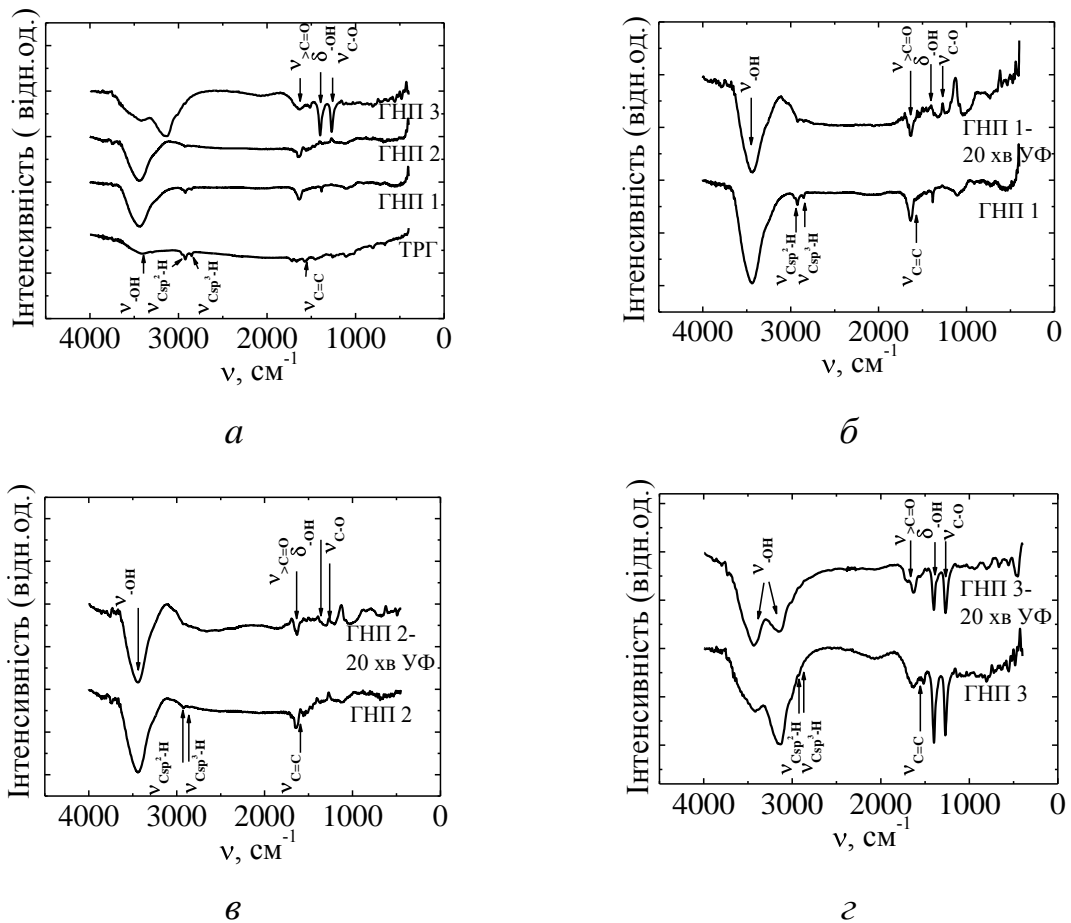 Інтенсивність ( відн.од.)
ν>C=O
δ-OH
νC-O
ГНП 3
ГНП 2
ГНП 1
ТРГ
ν-OH
νCsp²-H
νCsp³-H
νC=C
4000 3000 2000 1000 0
ν, см⁻¹
а
Інтенсивність (відн.од.)
ν-OH
ν>C=O
δ-OH
νC-O
ГНП 1-
20 хв УФ
ГНП 1
νCsp²-H
νCsp³-H
νC=C
4000 3000 2000 1000 0
ν, см⁻¹
б
Інтенсивність (відн.од.)
ν-OH
ν>C=O
δ-OH
νC-O
ГНП 2-
20 хв УФ
ГНП 2
νCsp²-H
νCsp³-H
νC=C
4000 3000 2000 1000 0
ν, см⁻¹
в
Інтенсивність (відн.од.)
ν-OH
ν>C=O
δ-OH
νC-O
ГНП 3-
20 хв УФ
ГНП 3
νCsp²-H
νCsp³-H
νC=C
4000 3000 2000 1000 0
ν, см⁻¹
г